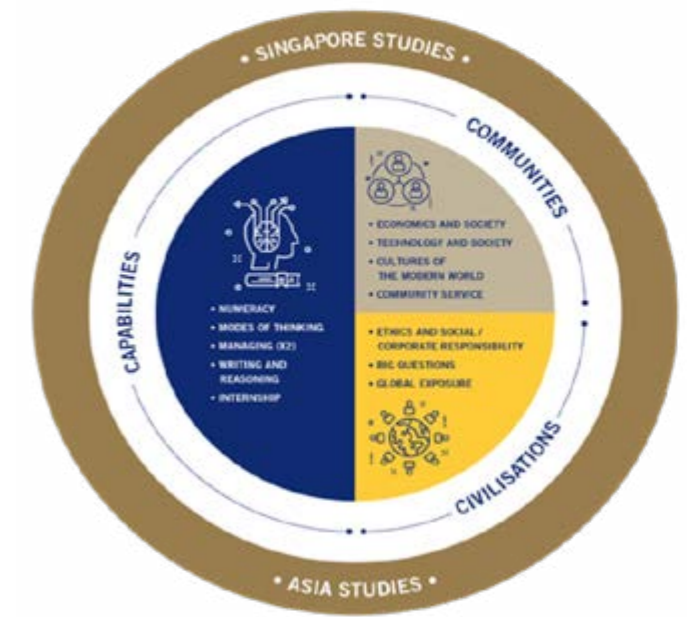 • SINGAPORE STUDIES •
COMMUNITIES
CAPABILITIES
• ECONOMICS AND SOCIETY
• TECHNOLOGY AND SOCIETY
• CULTURES OF
THE MODERN WORLD
• COMMUNITY SERVICE
• NUMERACY
• MODES OF THINKING
• MANAGING (X2)
• WRITING AND
REASONING
• INTERNSHIP
• ETHICS AND SOCIAL /
CORPORATE RESPONSIBILITY
• BIG QUESTIONS
• GLOBAL EXPOSURE
CIVILISATIONS
• ASIA STUDIES •